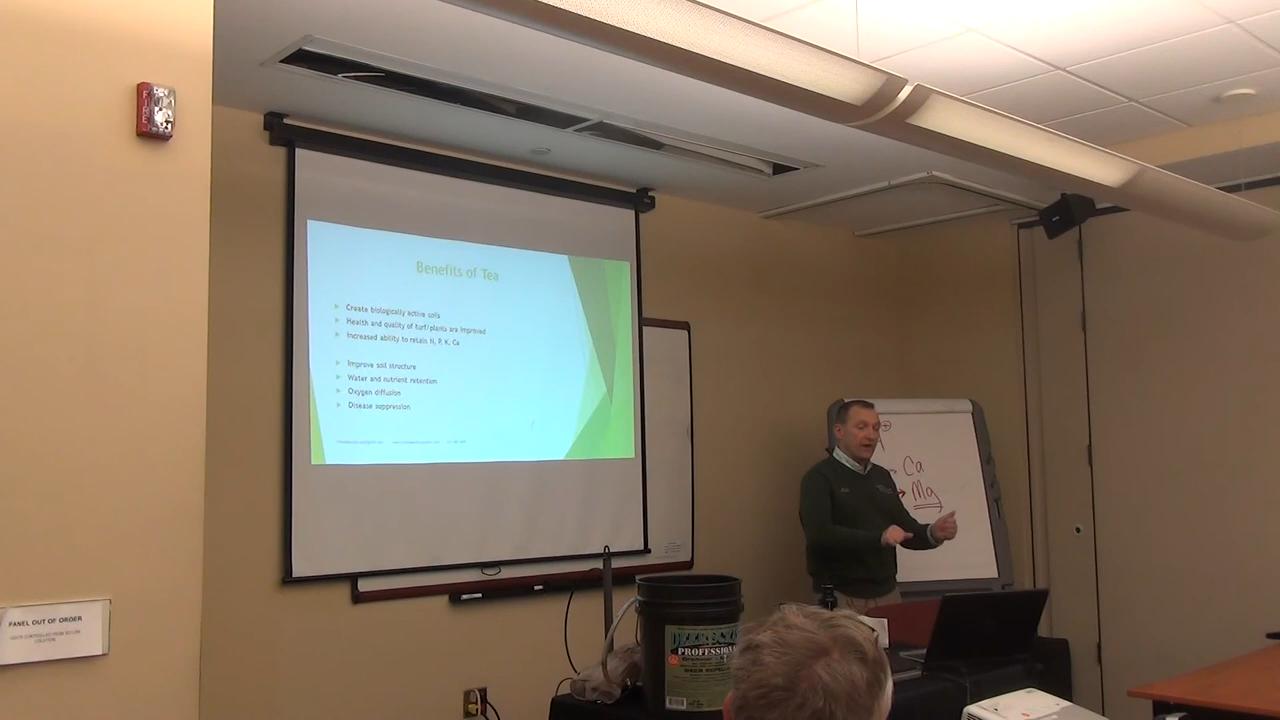 FIRE
Benefits of Tea
Create biologically active soils
Health and quality of turf/plants are improved
Increased ability to retain N, P, K, Ca
Improve soil structure
Water and nutrient retention
Oxygen diffusion
Disease suppression
Ca
Mg
PANEL OUT OF ORDER
PROFESSIONAL